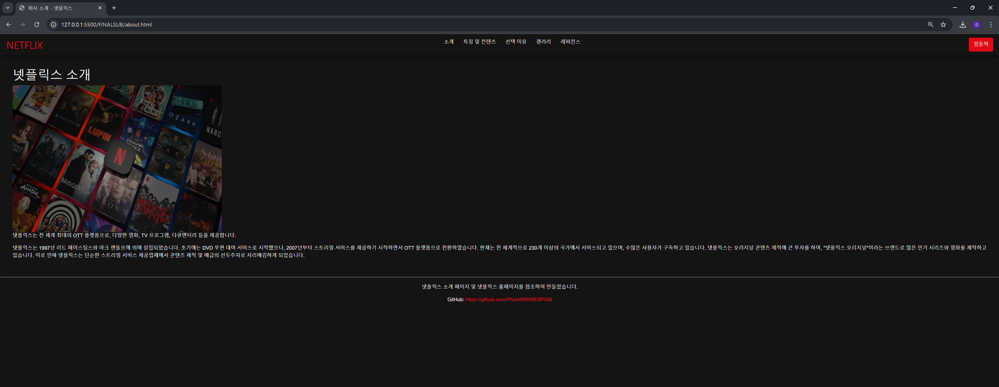 회사 소개 - 넷플릭스
127.0.0.1:5500/FINALSUB/about.html
D
NETFLIX
소개 특징 및 컨텐츠 선택 이유 갤러리 레퍼런스
임동혁
넷플릭스 소개
COBRA KAI
KINGDOM
LUPIN
ENOLA HOLMES
OZARK
THE DRAGON PRINCE
DARK
Schitt's Creek
THE WITCHER
BRIDGERTON
N
AVATAR
THE CROWN
MOXIE!
넷플릭스는 전 세계 최대의 OTT 플랫폼으로, 다양한 영화, TV 프로그램, 다큐멘터리 등을 제공합니다.
넷플릭스는 1997년 리드 헤이스팅스와 마크 랜돌프에 의해 설립되었습니다. 초기에는 DVD 우편 대여 서비스로 시작했으나, 2007년부터 스트리밍 서비스를 제공하기 시작하면서 OTT 플랫폼으로 전환하였습니다. 현재는 전 세계적으로 230개 이상의 국가에서 서비스되고 있으며, 수많은 사용자가 구독하고 있습니다. 넷플릭스는 오리지널 콘텐츠 제작에 큰 투자를 하여, "넷플릭스 오리지널"이라는 브랜드로 많은 인기 시리즈와 영화를 제작하고
있습니다. 이로 인해 넷플릭스는 단순한 스트리밍 서비스 제공업체에서 콘텐츠 제작 및 배급의 선두주자로 자리매김하게 되었습니다.
넷플릭스 소개 페이지 및 넷플릭스 홈페이지를 참조하여 만들었습니다.
GitHub: https://github.com/Pham666/WEBPGM